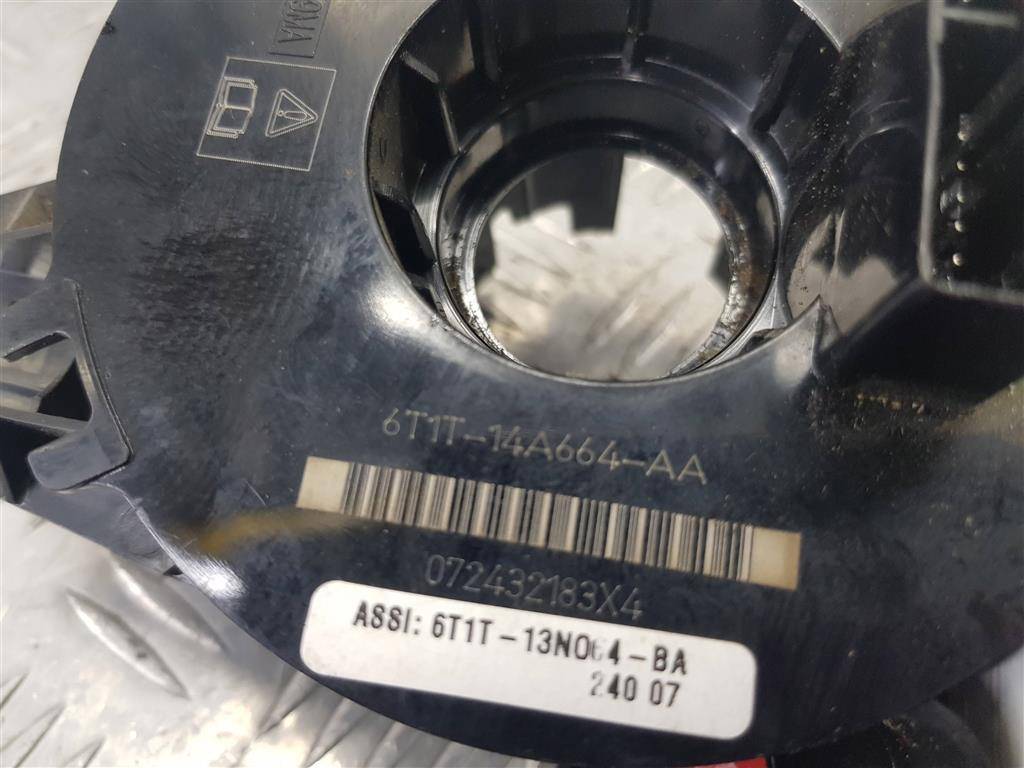 6T1T-14A664-AA
072432183X4
ASSI: 6T1T-13N064-BA
240 07